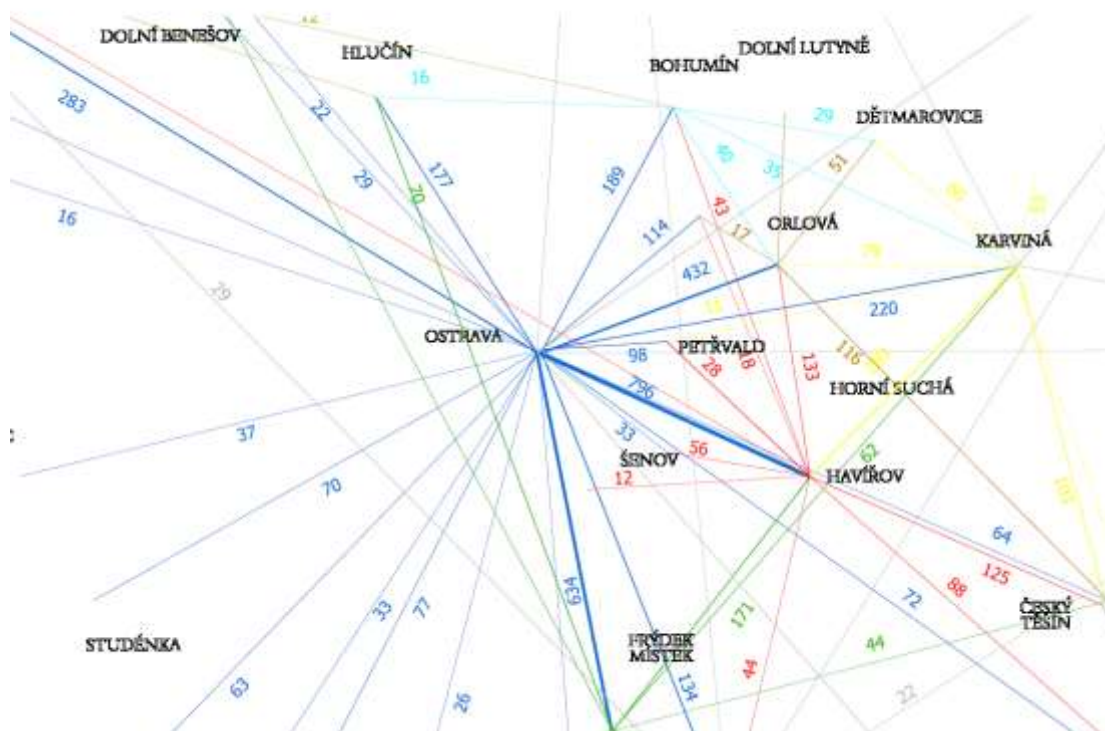 12
DOLNÍ BENEŠOV
HLUČÍN
DOLNÍ LUTYNĚ
BOHUMÍN
16
283
22
29
DĚTMAROVICE
177
70
189
40
35
51
43
16
114
17
ORLOVÁ
KARVINÁ
432
29
220
OSTRAVA
98
PETŘVALD
28
18
133
116
796
HORNÍ SUCHÁ
33
56
ŠENOV
12
62
HAVÍŘOV
37
70
64
125
88
72
634
33
77
ČESKÝ
TĚŠÍN
171
FRÝDEK
MÍSTEK
STUDÉNKA
44
44
63
26
134
22